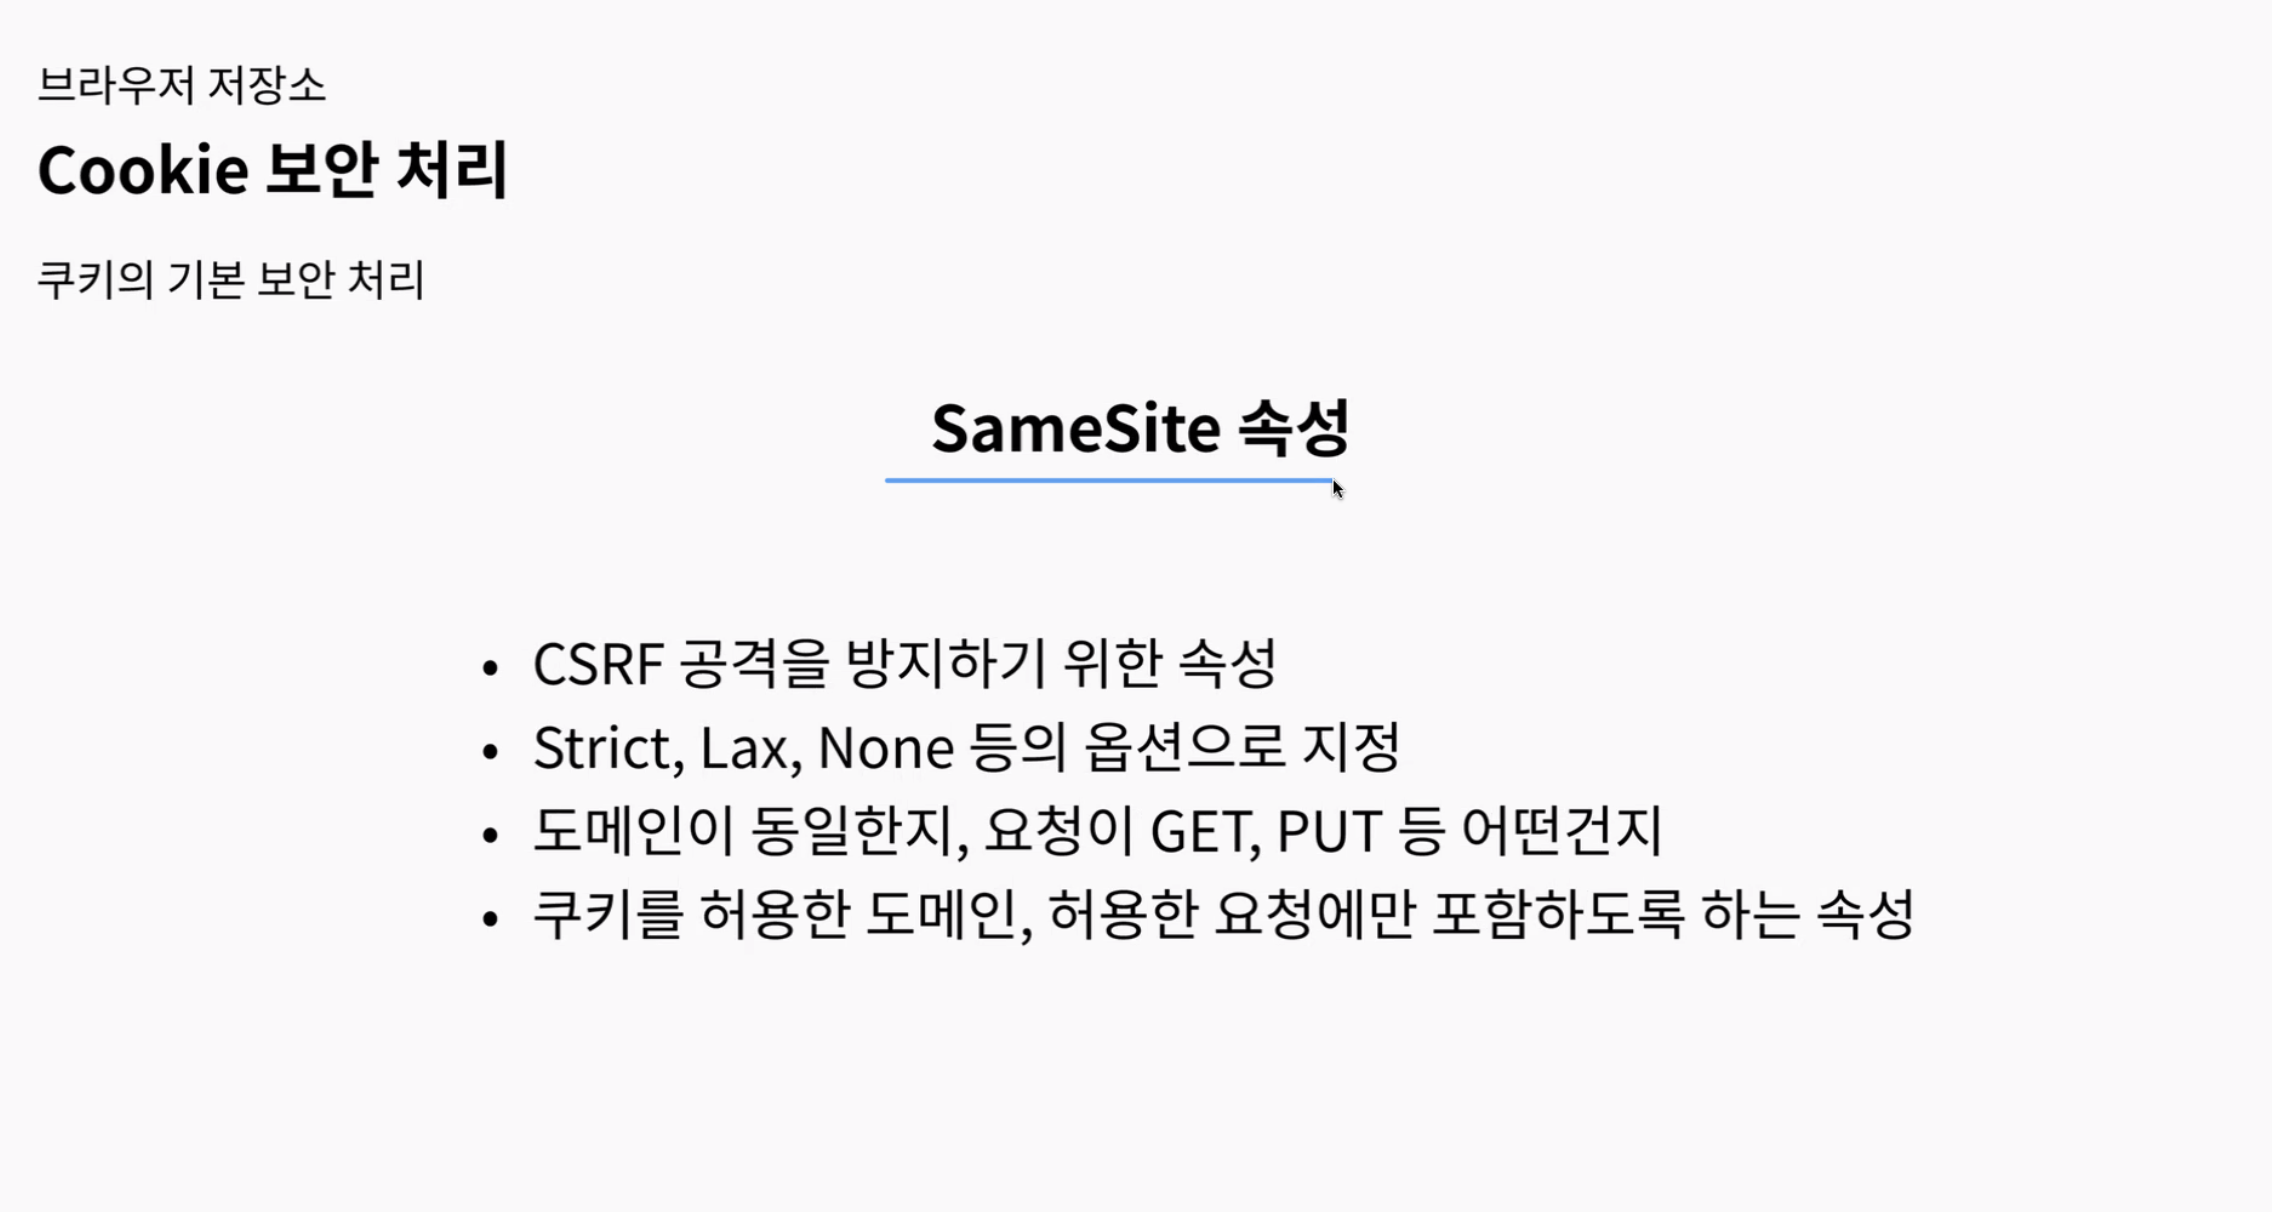 브라우저 저장소
Cookie 보안 처리
쿠키의 기본 보안 처리
SameSite 속성
• CSRF 공격을 방지하기 위한 속성
• Strict, Lax, None 등의 옵션으로 지정
• 도메인이 동일한지, 요청이 GET, PUT 등 어떤건지
• 쿠키를 허용한 도메인, 허용한 요청에만 포함하도록 하는 속성